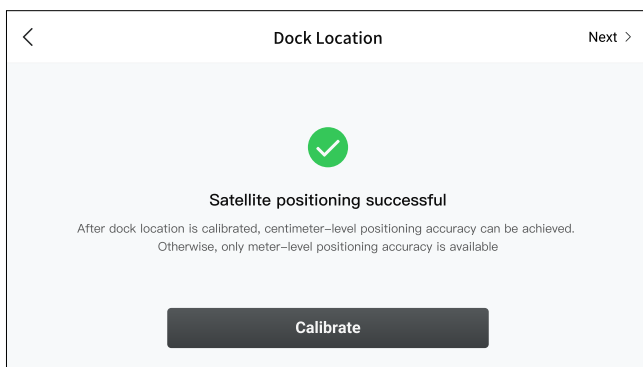 Dock Location
Next
Satellite positioning successful
After dock location is calibrated, centimeter-level positioning accuracy can be achieved.
Otherwise, only meter-level positioning accuracy is available
Calibrate